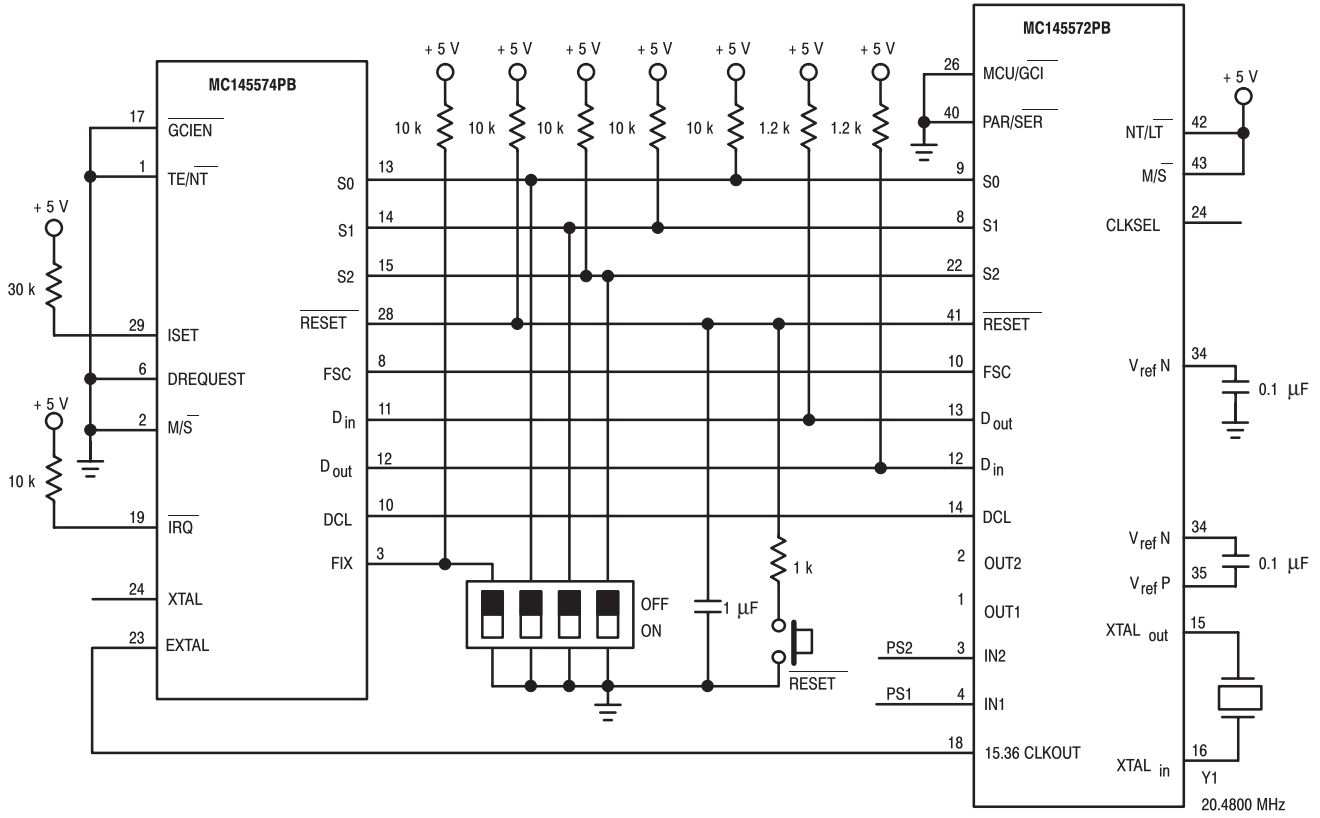 MC145574PB
17
GCIEN
1
TE/NT
+ 5 V
30 k
29
ISET
6
DREQUEST
+ 5 V
2
M/S
10 k
19
IRQ
24
XTAL
23
EXTAL
S0
13
S1
14
S2
15
RESET
28
FSC
8
D in
11
D out
12
DCL
10
FIX
3
+ 5 V
+ 5 V
+ 5 V
+ 5 V
+ 5 V
+ 5 V
+ 5 V
10 k
10 k
10 k
10 k
10 k
1.2 k
1.2 k
OFF
ON
1 μF
1 k
RESET
MC145572PB
26
MCU/GCI
40
PAR/SER
9
S0
8
S1
22
S2
41
RESET
10
FSC
13
D out
12
D in
14
DCL
2
OUT2
1
OUT1
PS2
3
IN2
PS1
4
IN1
18
15.36 CLKOUT
+ 5 V
NT/LT
42
M/S
43
CLKSEL
24
V ref N
34
0.1 μF
V ref N
34
0.1 μF
V ref P
35
XTAL out
15
XTAL in
16
Y1
20.4800 MHz